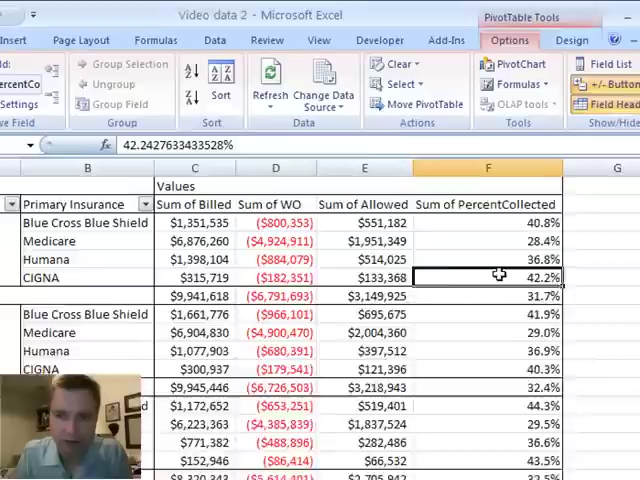 Video data 2 - Microsoft Excel
PivotTable Tools
Insert Page Layout Formulas Data Review View Developer Add-Ins Options Design
Group Selection
Ungroup
Group Field
Sort
Refresh
Change Data Source
Clear
Select
Move PivotTable
Actions
PivotChart
Formulas
OLAP tools
Tools
Field List
+/- Button
Field Head
Show/Hide
Settings
fx 42.2427633433528%
B C D E F G
Values
Primary Insurance Sum of Billed Sum of WO Sum of Allowed Sum of PercentCollected
Blue Cross Blue Shield $1,351,535 ($800,353) $551,182 40.8%
Medicare $6,876,260 ($4,924,911) $1,951,349 28.4%
Humana $1,398,104 ($884,079) $514,025 36.8%
CIGNA $315,719 ($182,351) $133,368 42.2%
$9,941,618 ($6,791,693) $3,149,925 31.7%
Blue Cross Blue Shield $1,661,776 ($966,101) $695,675 41.9%
Medicare $6,904,830 ($4,900,470) $2,004,360 29.0%
Humana $1,077,903 ($680,391) $397,512 36.9%
CIGNA $300,937 ($179,541) $121,396 40.3%
$9,945,446 ($6,726,503) $3,218,943 32.4%
$1,172,652 ($653,251) $519,401 44.3%
$6,223,363 ($4,385,839) $1,837,524 29.5%
$771,382 ($488,896) $282,486 36.6%
$152,946 ($86,414) $66,532 43.5%